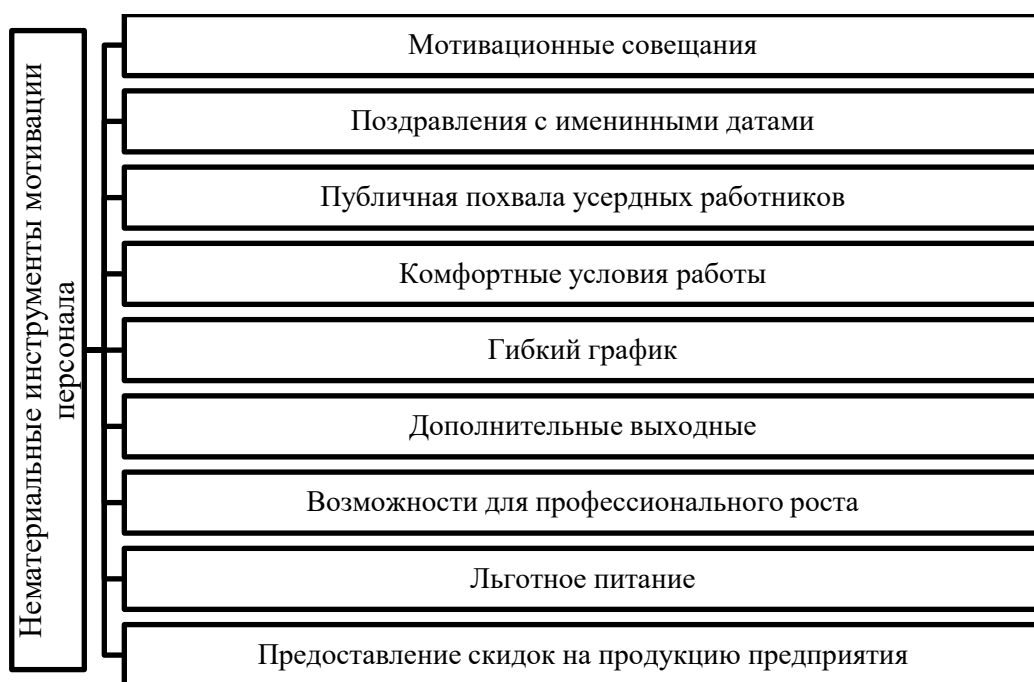 Нематериальные инструменты мотивации
персонала
Мотивационные совещания
Поздравления с именинными датами
Публичная похвала усердных работников
Комфортные условия работы
Гибкий график
Дополнительные выходные
Возможности для профессионального роста
Льготное питание
Предоставление скидок на продукцию предприятия